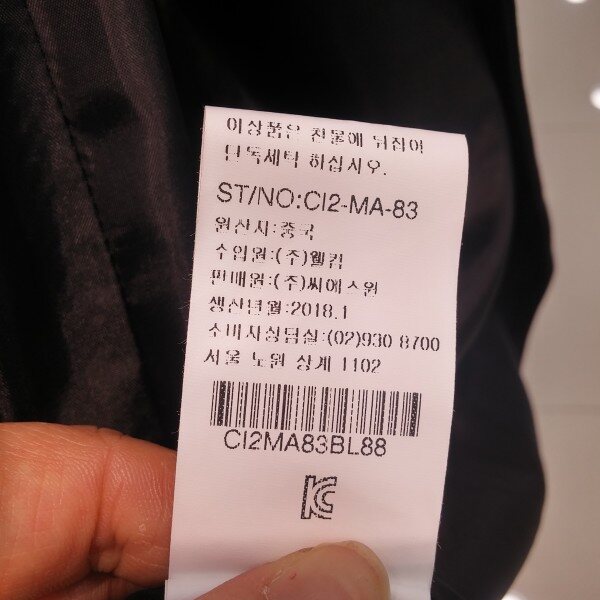 이상품은 찬물에 뒤집어
단독세탁 하십시오.
ST/NO:CI2-MA-83
원산지:중국
수입원:(주)웰컴
판매원:(주)씨에스원
생산년월:2018.1
소비자상담실:(02)930 8700
서울 노원 상계 1102
CI2MA83BL88
KC